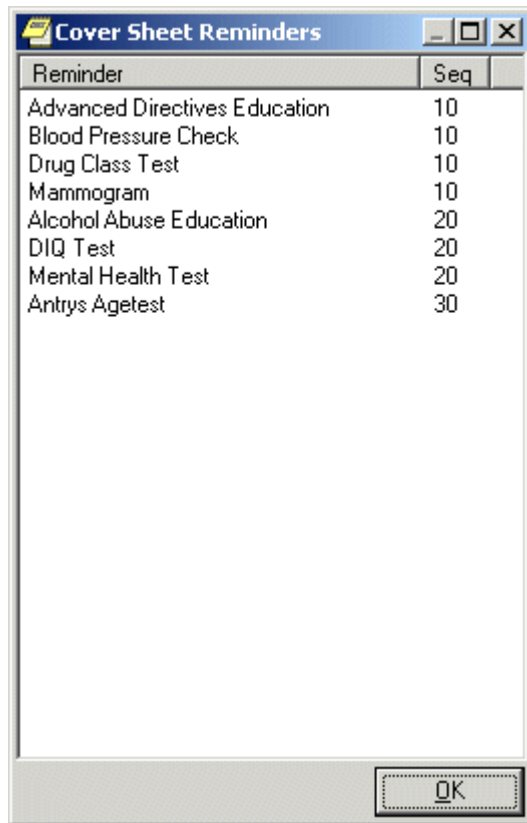 Cover Sheet Reminders
Reminder Seq
Advanced Directives Education 10
Blood Pressure Check 10
Drug Class Test 10
Mammogram 10
Alcohol Abuse Education 20
DIQ Test 20
Mental Health Test 20
Antrys Agetest 30
OK